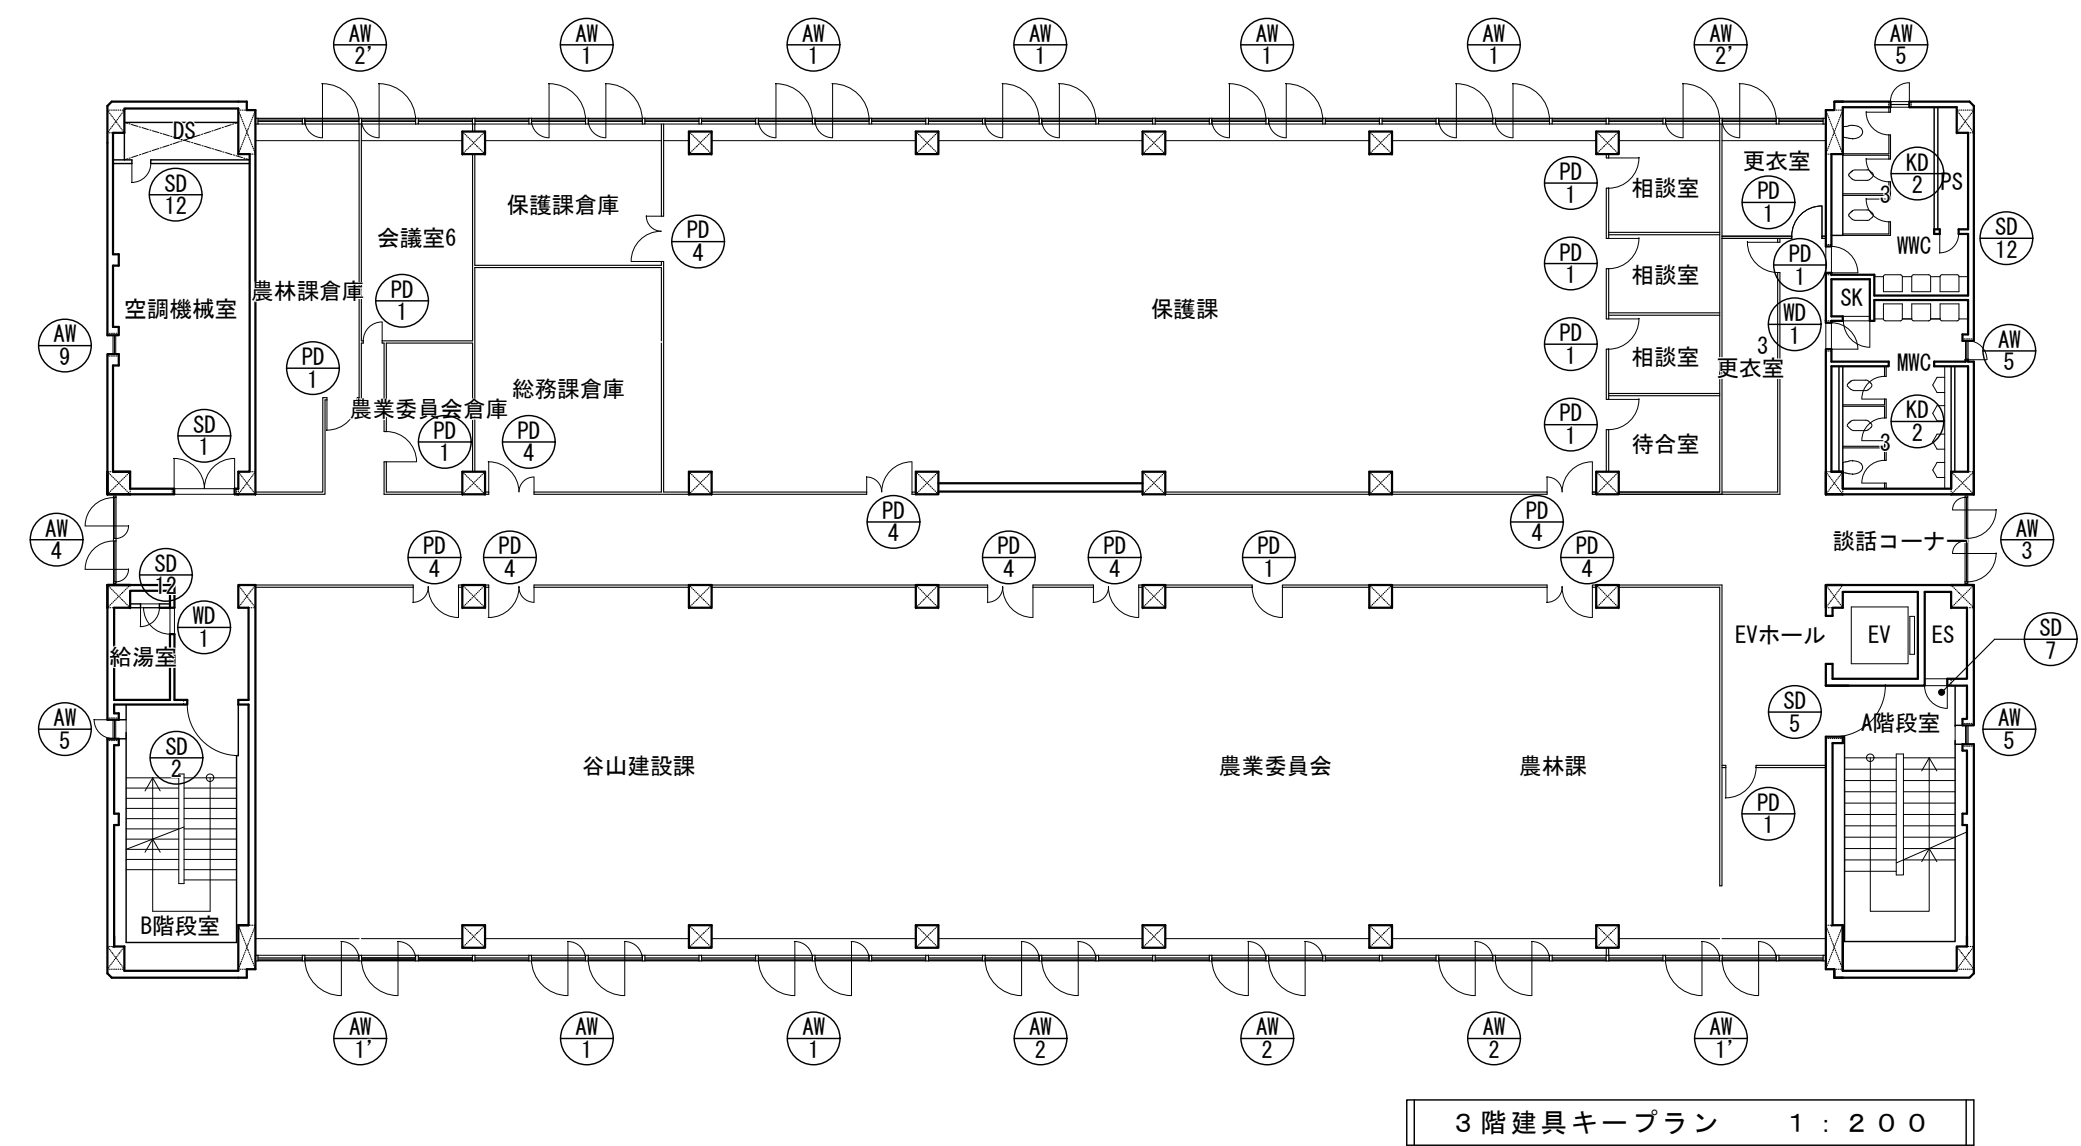 AW
2’
AW
1
AW
1
AW
1
AW
1
AW
1
AW
2’
AW
5
DS
SD
12
空調機械室
AW
9
SD
1
農林課倉庫
PD
1
会議室6
PD
1
農業委員会倉庫
PD
1
保護課倉庫
PD
4
総務課倉庫
PD
4
保護課
PD
1
相談室
PD
1
相談室
PD
1
相談室
PD
1
待合室
更衣室
PD
1
3
更衣室
KD
2
3
PS
WWC
SD
12
PD
1
SK
WD
1
MWC
AW
5
KD
2
3
AW
4
SD
12
PD
4
PD
4
PD
4
PD
4
PD
4
PD
1
PD
4
PD
4
談話コーナー
AW
3
WD
1
給湯室
AW
5
SD
2
B階段室
谷山建設課
農業委員会
農林課
EVホール
EV
ES
SD
7
SD
5
A階段室
AW
5
PD
1
AW
1’
AW
1
AW
1
AW
2
AW
2
AW
2
AW
1’
３階建具キープラン　　１：２００